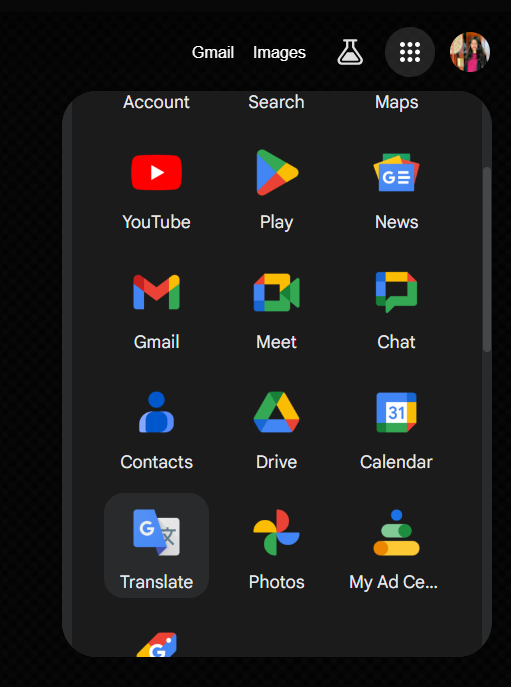 Gmail Images
Account Search Maps
YouTube Play News
Gmail Meet Chat
31
Contacts Drive Calendar
G
Translate Photos My Ad Ce...
G